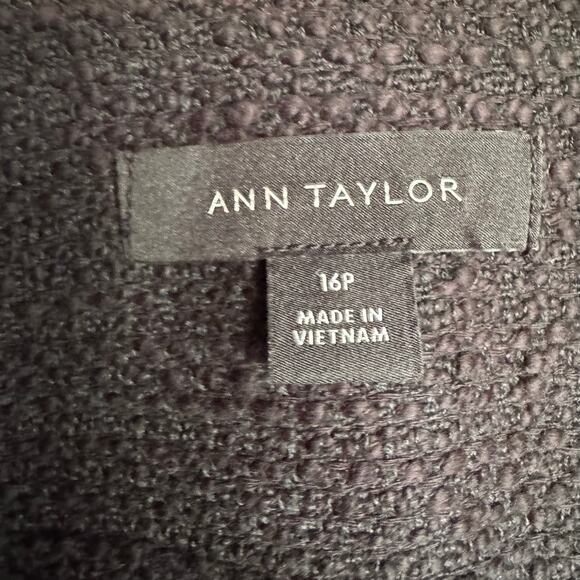 ANN TAYLOR
16P
MADE IN
VIETNAM